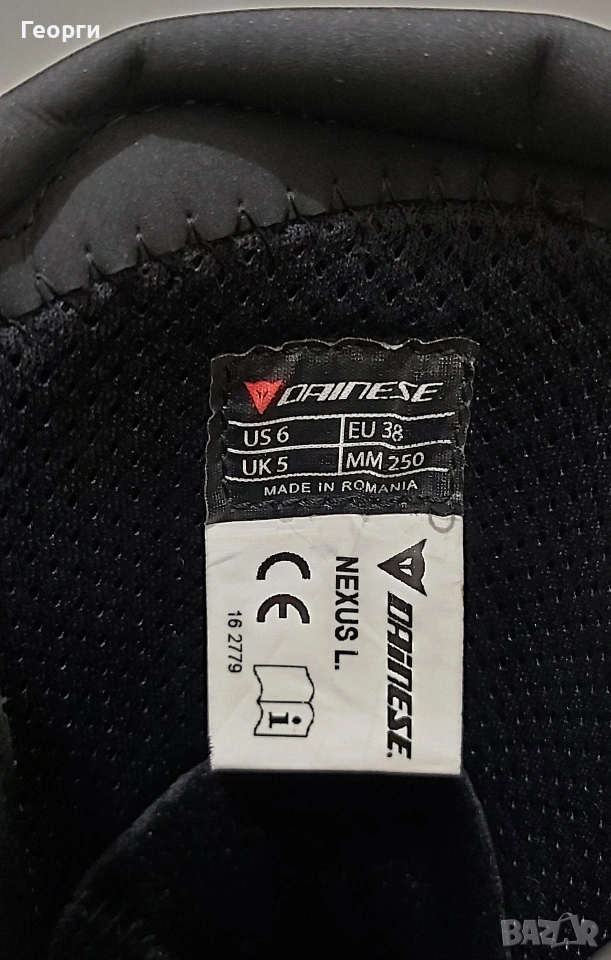 Георги
DAINESE
US 6 EU 38
UK 5 MM 250
MADE IN ROMANIA
DAINESE
NEXUS L.
CE
16 2779
i
BAZAR